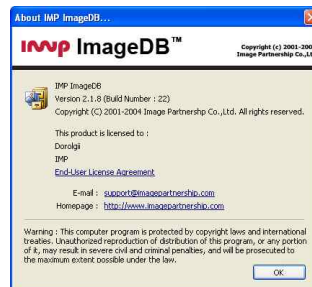 About IMP ImageDB...
IMP ImageDB™
Copyright (c) 2001-200
Image Partnership Co.,Lt
IMP ImageDB
Version 2.1.8 (Build Number : 22)
Copyright (C) 2001-2004 Image Partnershp Co.,Ltd. All rights reserved.
This product is licensed to :
Dorolgii
IMP
End-User License Agreement
E-mail : support@imagepartnership.com
Homepage : http://www.imagepartnership.com
Warning : This computer program is protected by copyright laws and international
treaties. Unauthorized reproduction of distribution of this program, or any portion
of it, may result in severe civil and criminal penalties, and will be prosecuted to
the maximum extent possible under the law.
OK